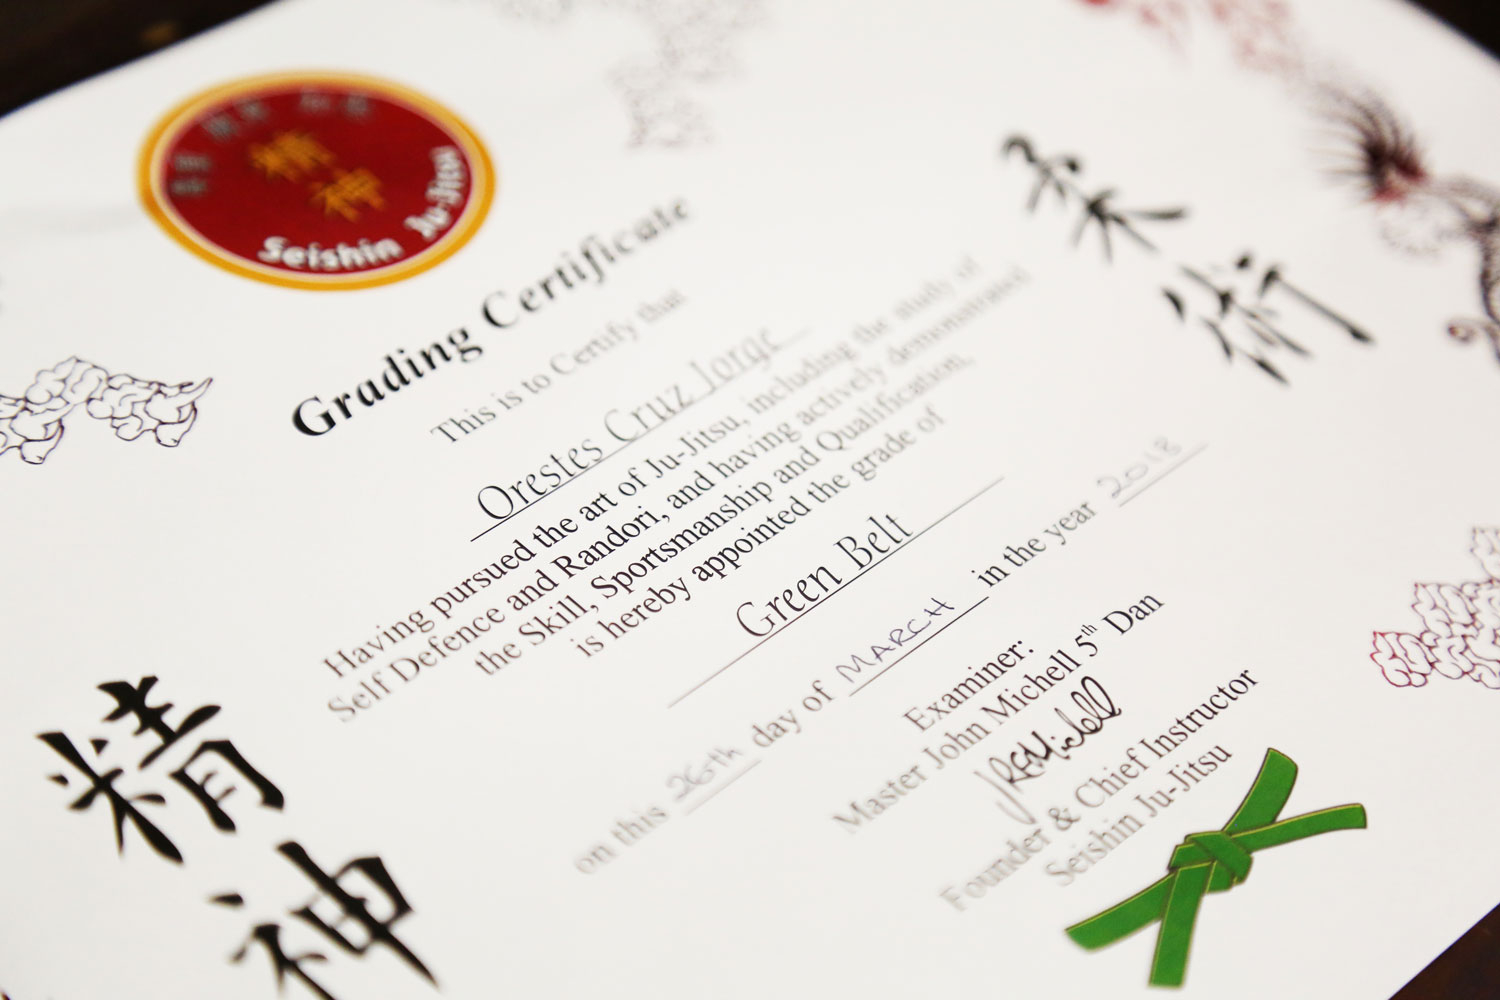 精神
Seishin Ju-Jitsu
柔術
Grading Certificate
This is to Certify that
Orestes Cruz Jorge
Having pursued the art of Ju-Jitsu, including the study of
Self Defence and Randori, and having actively demonstrated
the Skill, Sportsmanship and Qualification,
is hereby appointed the grade of
Green Belt
on this 26th day of MARCH in the year 2018
Examiner:
Master John Michell 5th Dan
JREMichell
Founder & Chief Instructor
Seishin Ju-Jitsu
精神